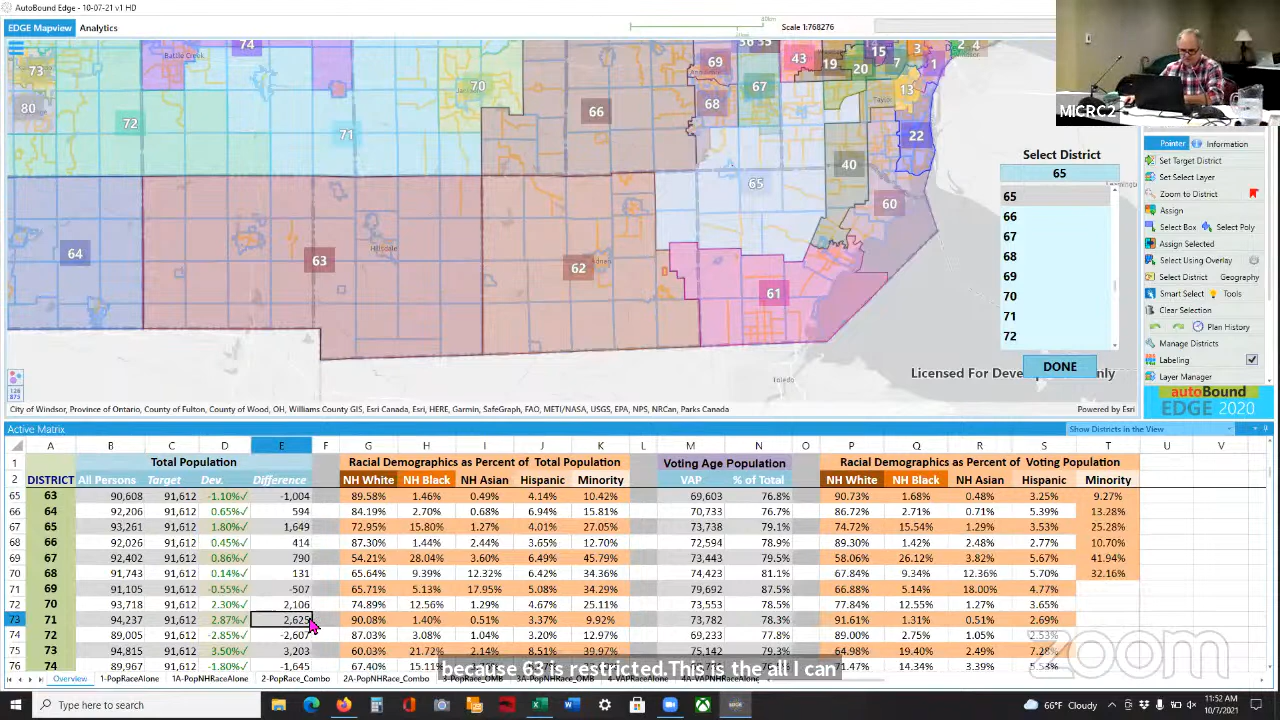 AutoBound Edge - 10-07-21 v1 HD
EDGE Mapview Analytics
40km
Scale 1:768276
MICRC2
74 Battle Creek 73 80 72 71 70 66 69 68 67 43 19 20 15 7 3 1 2 4 13 Taylor 22 40 65 60
64 63 Hillsdale 62 61
Toledo
Select District
65
65
66
67
68
69
70
71
72
DONE
Licensed For Develop
nly
City of Windsor, Province of Ontario, County of Fulton, County of Wood, OH, Williams County GIS, Esri Canada, Esri, HERE, Garmin, SafeGraph, FAO, METI/NASA, USGS, EPA, NPS, NRCan, Parks Canada
Powered by Esri
Pointer Information
Set Target District
Set Select Layer
Zoom to District
Assign
Select Box Select Poly
Assign Selected
Select Using Overlay
Select District Geography
Smart Select Tools
Clear Selection
Plan History
Manage Districts
Labeling
Layer Manager
autoBound
EDGE 2020
Active Matrix
Show Districts in the View
A B C D E F G H I J K L M N O P Q R S T U V
1 Total Population Racial Demographics as Percent of Total Population Voting Age Population Racial Demographics as Percent of Voting Population
2 DISTRICT All Persons Target Dev. Difference NH White NH Black NH Asian Hispanic Minority VAP % of Total NH White NH Black NH Asian Hispanic Minority
65 63 90,608 91,612 -1.10%✓ -1,004 89.58% 1.46% 0.49% 4.14% 10.42% 69,603 76.8% 90.73% 1.68% 0.48% 3.25% 9.27%
66 64 92,206 91,612 0.65%✓ 594 84.19% 2.70% 0.68% 6.94% 15.81% 70,733 76.7% 86.72% 2.71% 0.71% 5.39% 13.28%
67 65 93,261 91,612 1.80%✓ 1,649 72.95% 15.80% 1.27% 4.01% 27.05% 73,738 79.1% 74.72% 15.54% 1.29% 3.53% 25.28%
68 66 92,026 91,612 0.45%✓ 414 87.30% 1.44% 2.44% 3.65% 12.70% 72,594 78.9% 89.30% 1.42% 2.48% 2.77% 10.70%
69 67 92,402 91,612 0.86%✓ 790 54.21% 28.04% 3.60% 6.49% 45.79% 73,443 79.5% 58.06% 26.12% 3.82% 5.67% 41.94%
70 68 91,743 91,612 0.14%✓ 131 65.64% 9.39% 12.32% 6.42% 34.36% 74,423 81.1% 67.84% 9.34% 12.36% 5.70% 32.16%
71 69 91,105 91,612 -0.55%✓ -507 65.71% 5.13% 17.95% 5.08% 34.29% 79,692 87.5% 66.88% 5.14% 18.00% 4.77%
72 70 93,718 91,612 2.30%✓ 2,106 74.89% 12.56% 1.29% 4.67% 25.11% 73,553 78.5% 77.84% 12.55% 1.27% 3.65%
73 71 94,237 91,612 2.87%✓ 2,625 90.08% 1.40% 0.51% 3.37% 9.92% 73,782 78.3% 91.61% 1.31% 0.51% 2.69%
74 72 89,005 91,612 -2.85%✓ -2,607 87.03% 3.08% 1.04% 3.20% 12.97% 69,233 77.8% 89.00% 2.75% 1.05% 2.53%
75 73 94,815 91,612 3.50%✓ 3,203 60.03% 21.72% 2.14% 8.51% 39.97% 75,142 79.3% 64.98% 19.40% 2.49% 7.28%
76 74 89,967 91,612 -1.80%✓ -1,645 67.40% 71.47% 14.34%
because 63 is restricted.This is the all I can
zoom
Overview 1-PopRaceAlone 1A-PopNHRaceAlone 2-PopRace_Combo 2A-PopNHRace_Combo
Type here to search
69°F
11:52 AM
10/7/2021